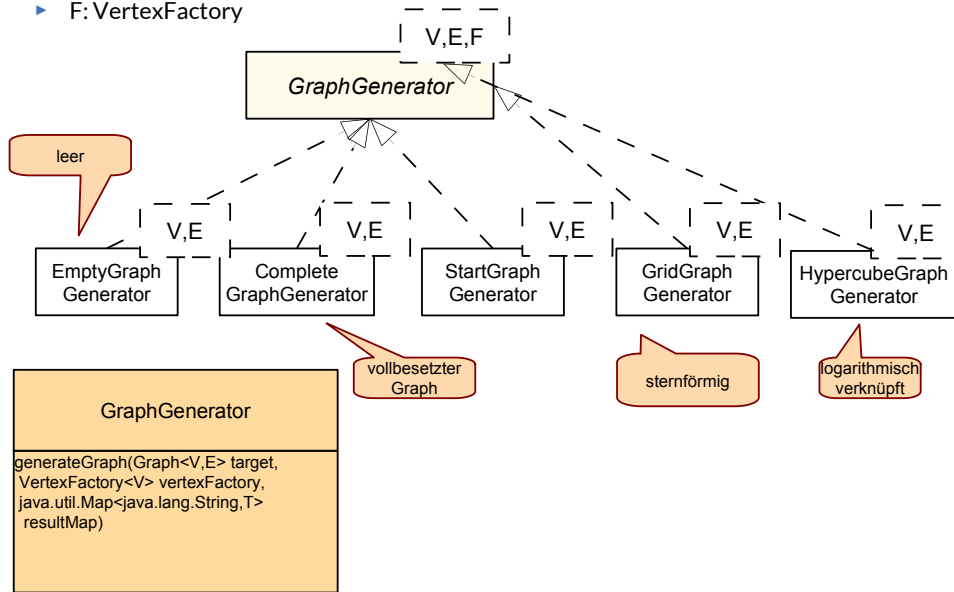 F: VertexFactory
V,E,F
GraphGenerator
leer
V,E
V,E
V,E
V,E
V,E
EmptyGraph
Generator
Complete
GraphGenerator
StartGraph
Generator
GridGraph
Generator
HypercubeGraph
Generator
vollbesetzter
Graph
sternförmig
logarithmisch
verknüpft
GraphGenerator
generateGraph(Graph<V,E> target,
VertexFactory<V> vertexFactory,
java.util.Map<java.lang.String,T>
resultMap)